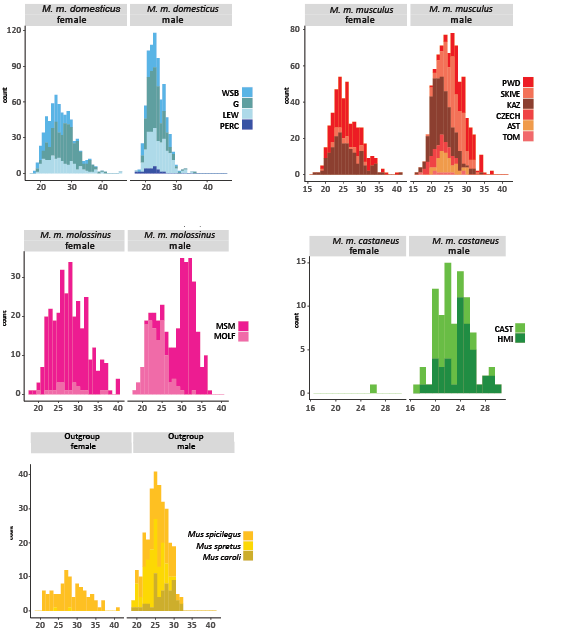 M. m. domesticus
female
M. m. domesticus
male
count
120
90
60
30
0
20 30 40
20 30 40
WSB
G
LEW
PERC
M. m. musculus
female
M. m. musculus
male
count
80
60
40
20
0
15 20 25 30 35 40
15 20 25 30 35 40
PWD
SKIVE
KAZ
CZECH
AST
TOM
M. m. molossinus
female
M. m. molossinus
male
count
30
20
10
0
20 25 30 35 40
20 25 30 35 40
MSM
MOLF
M. m. castaneus
female
M. m. castaneus
male
count
15
10
5
0
16 20 24 28
16 20 24 28
CAST
HMI
Outgroup
female
Outgroup
male
40
30
20
10
0
20 25 30 35 40
20 25 30 35 40
Mus spicilegus
Mus spretus
Mus caroli